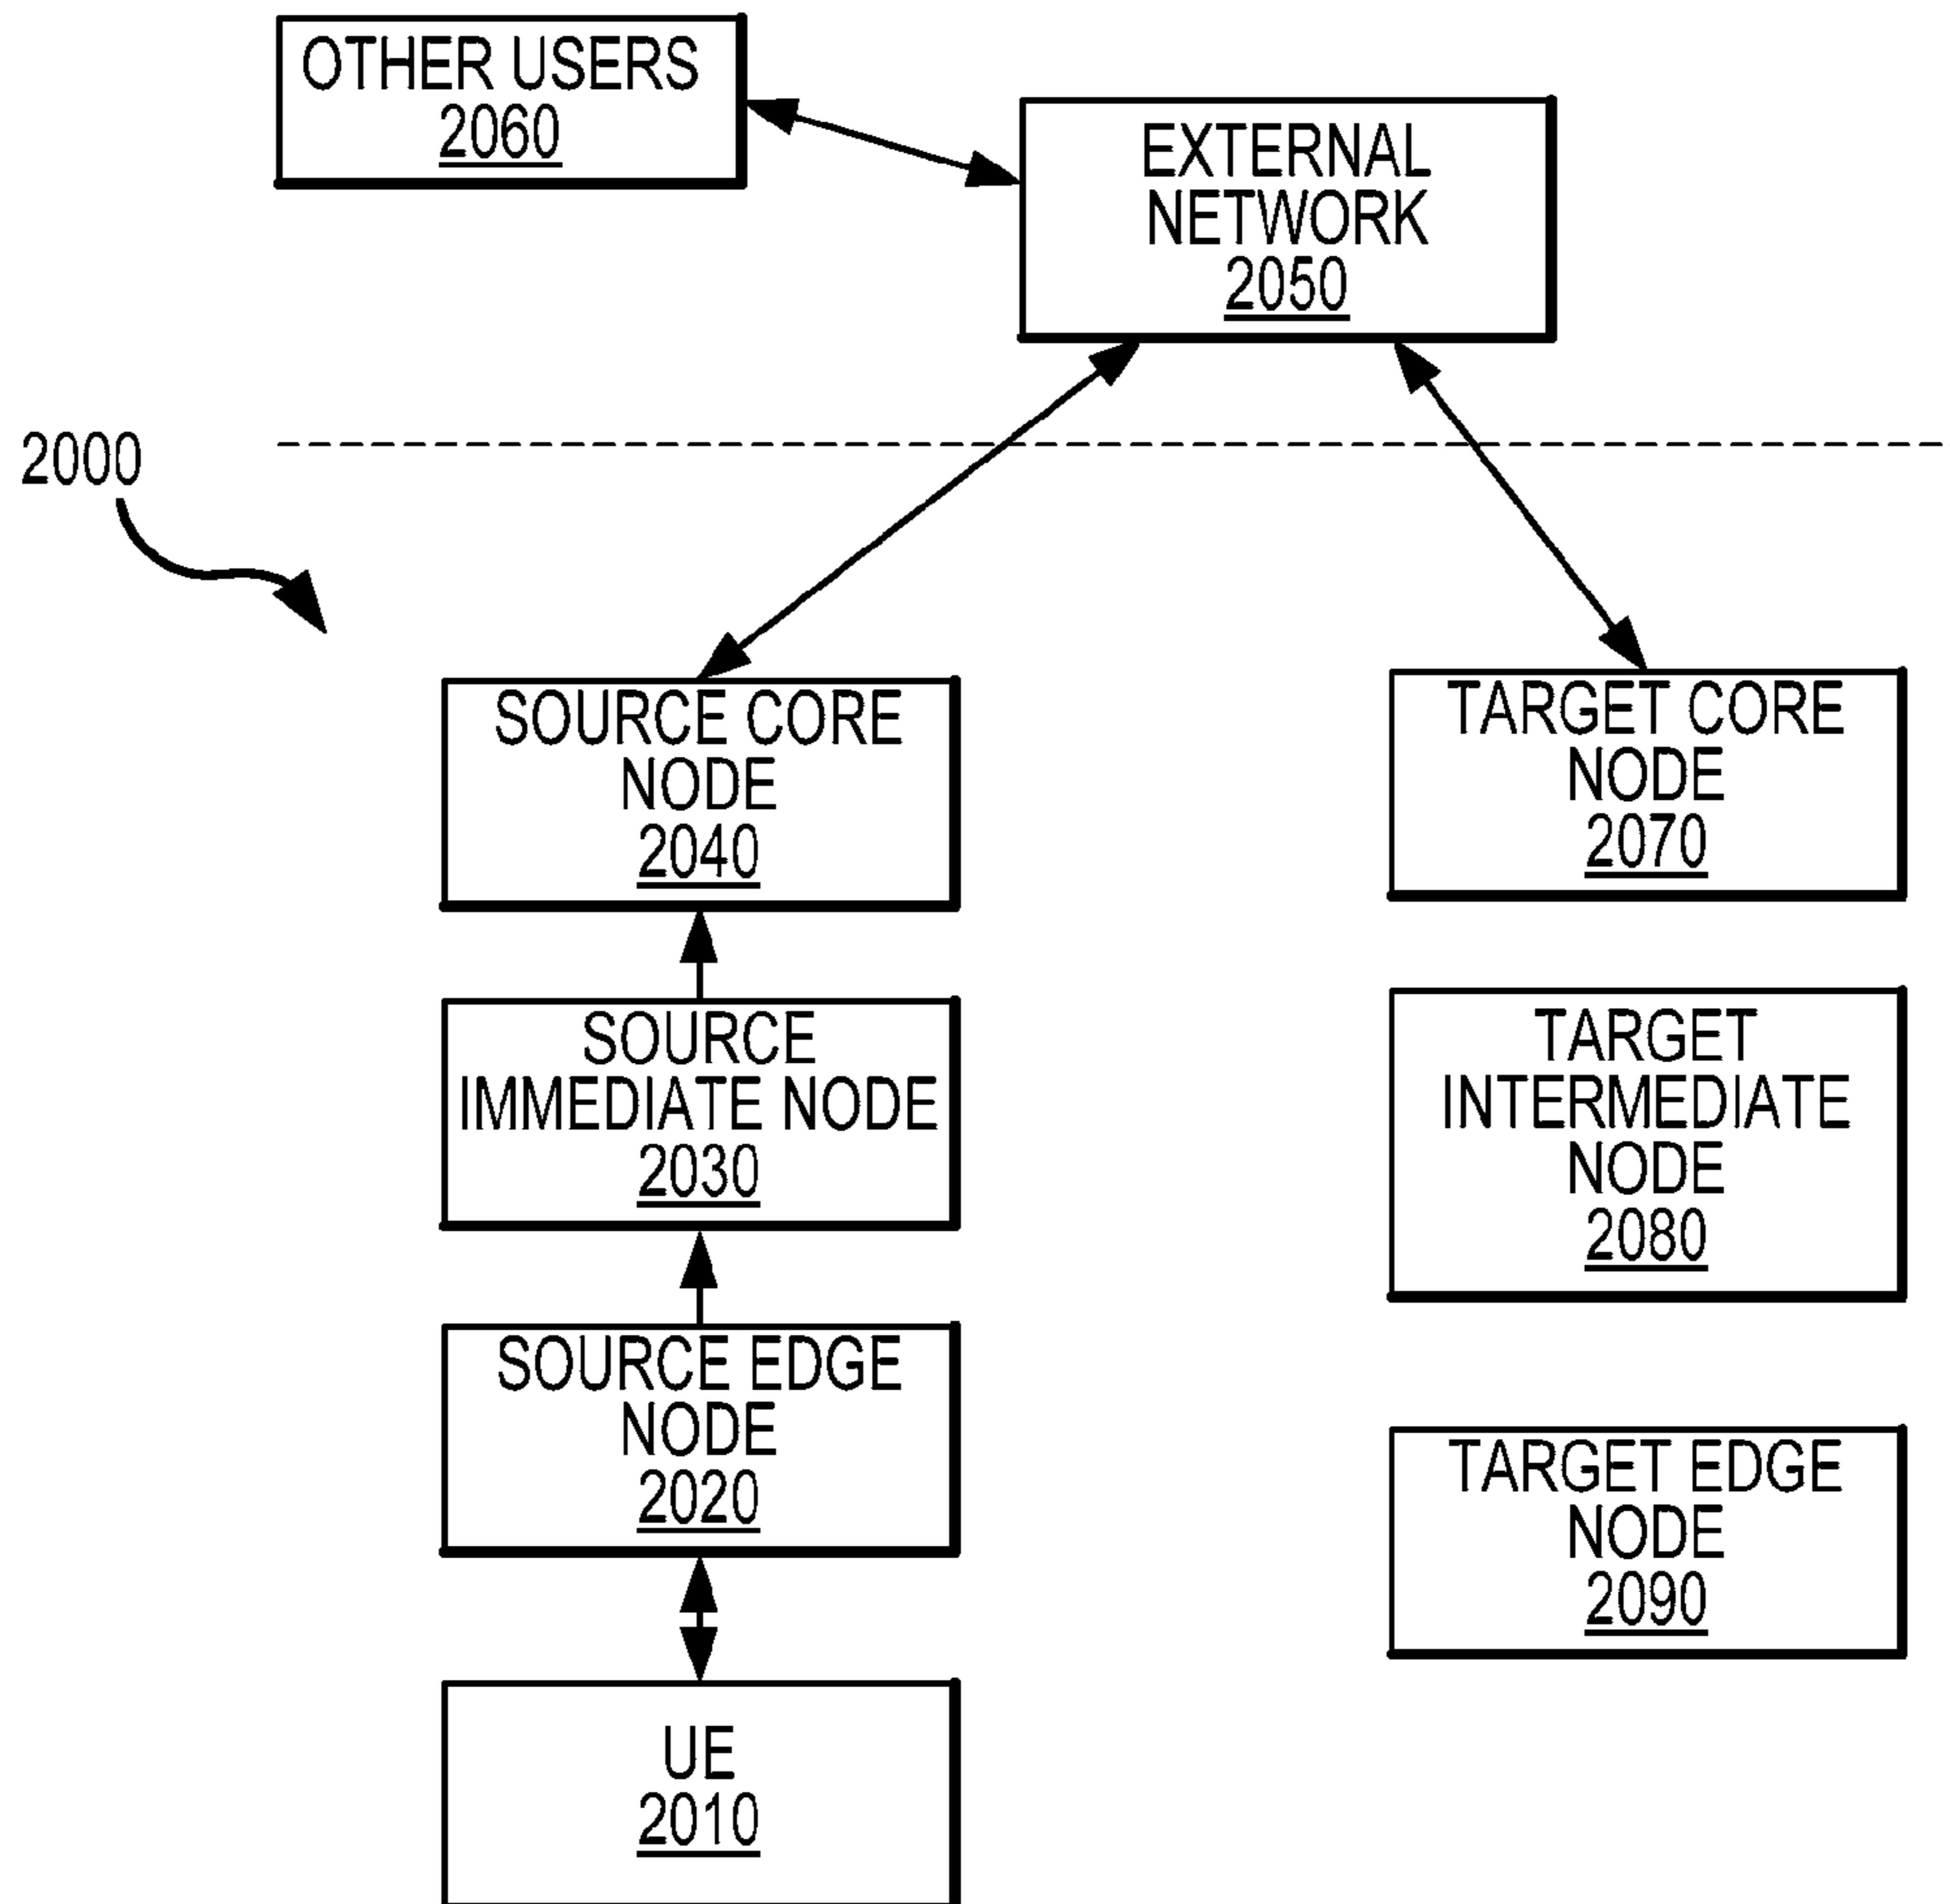 OTHER USERS
2060
EXTERNAL
NETWORK
2050
2000
SOURCE CORE
NODE
2040
TARGET CORE
NODE
2070
SOURCE
IMMEDIATE NODE
2030
TARGET
INTERMEDIATE
NODE
2080
SOURCE EDGE
NODE
2020
TARGET EDGE
NODE
2090
UE
2010